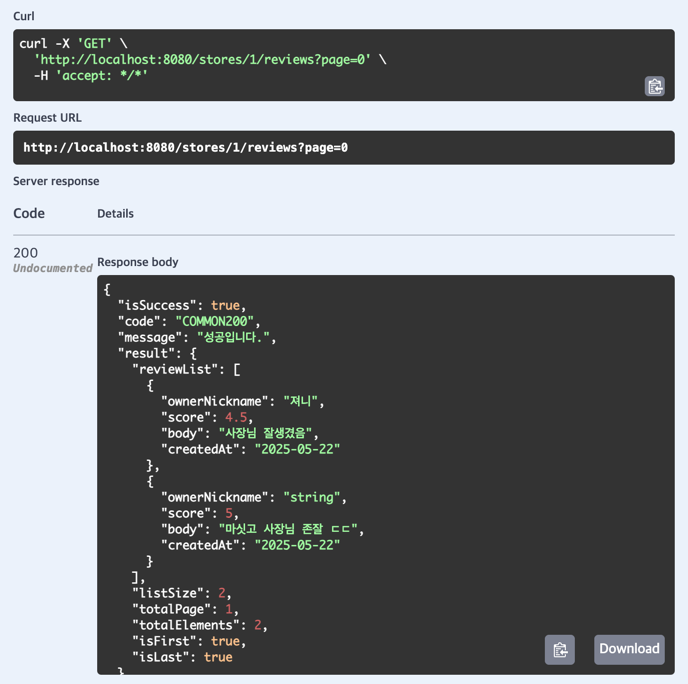 Curl
curl -X 'GET' \
'http://localhost:8080/stores/1/reviews?page=0' \
-H 'accept: */*'
Request URL
http://localhost:8080/stores/1/reviews?page=0
Server response
Code Details
200
Undocumented
Response body
{
"isSuccess": true,
"code": "COMMON200",
"message": "성공입니다.",
"result": {
"reviewList": [
{
"ownerNickname": "져니",
"score": 4.5,
"body": "사장님 잘생겼음",
"createdAt": "2025-05-22"
},
{
"ownerNickname": "string",
"score": 5,
"body": "마싯고 사장님 존잘 ㄷㄷ",
"createdAt": "2025-05-22"
}
],
"listSize": 2,
"totalPage": 1,
"totalElements": 2,
"isFirst": true,
"isLast": true
}
Download